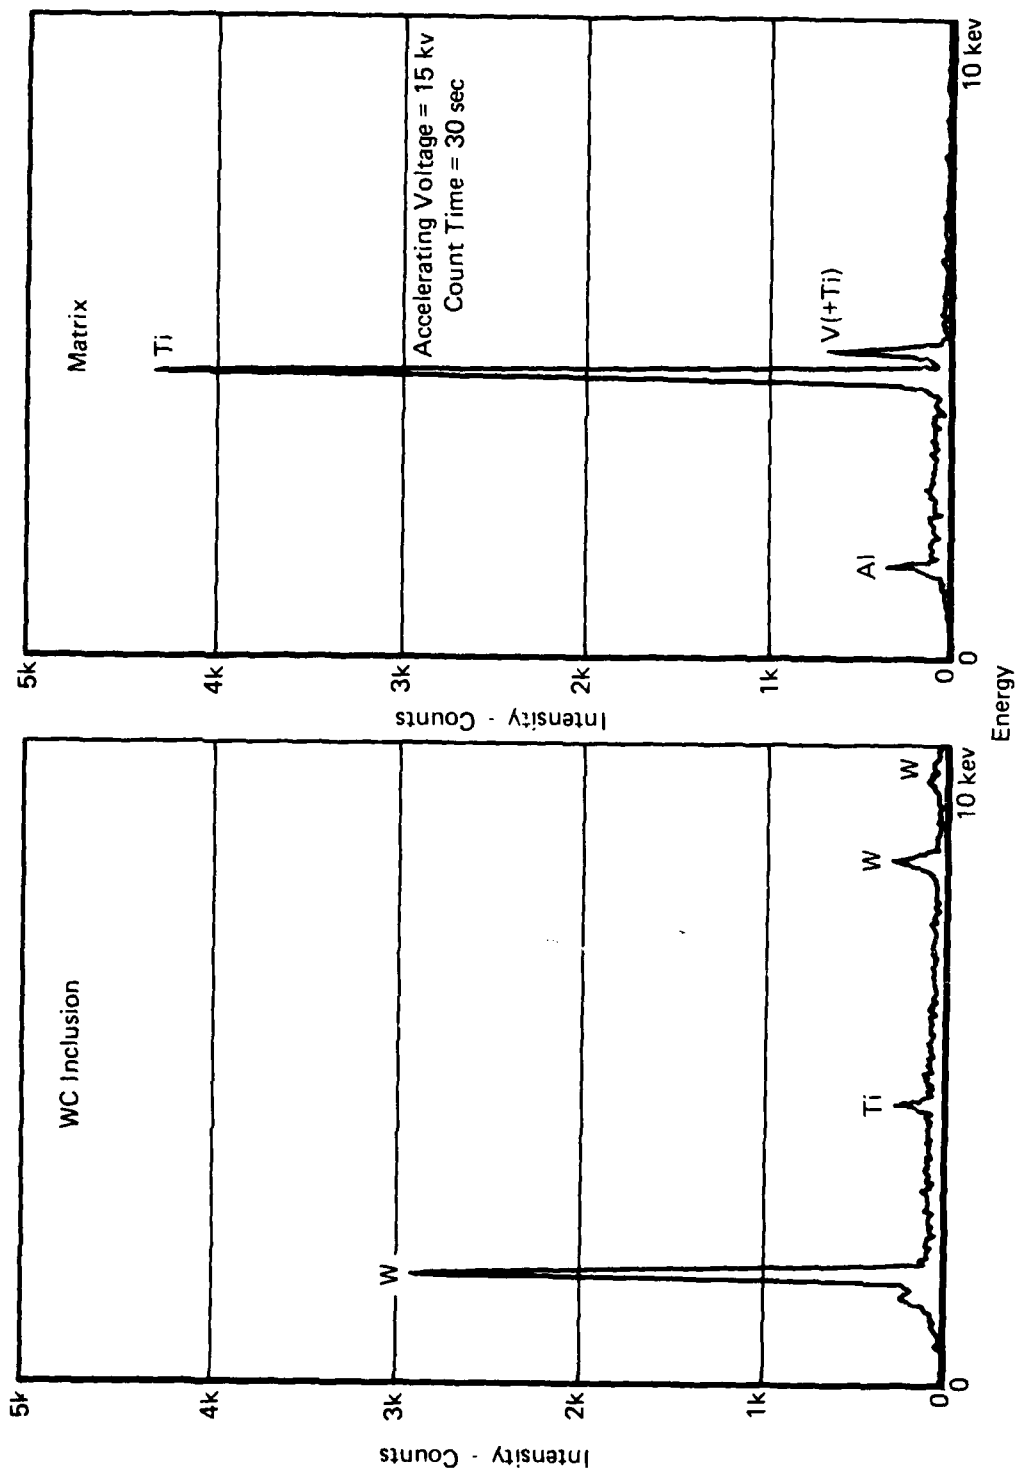 WC Inclusion
5k
4k
3k
2k
1k
0
Intensity - Counts
W
Ti
W
W
0
10 kev
Matrix
5k
4k
3k
2k
1k
0
Intensity - Counts
Ti
Accelerating Voltage = 15 kv
Count Time = 30 sec
Al
V(+Ti)
0
10 kev
Energy